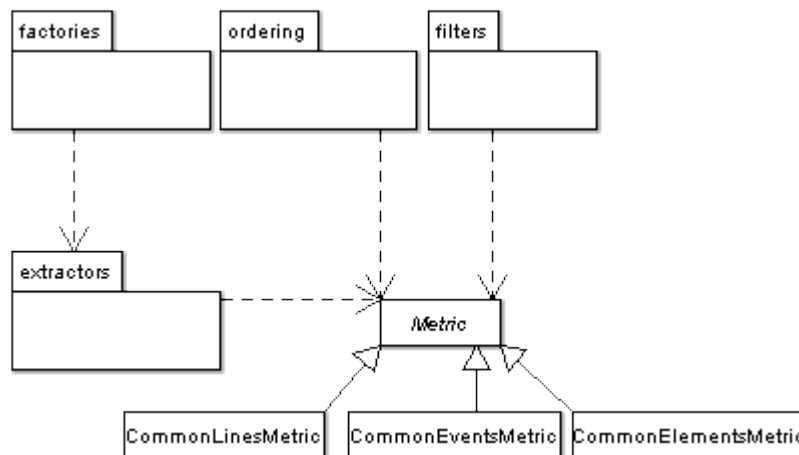 factories
ordering
filters
extractors
Metric
CommonLinesMetric
CommonEventsMetric
CommonElementsMetric